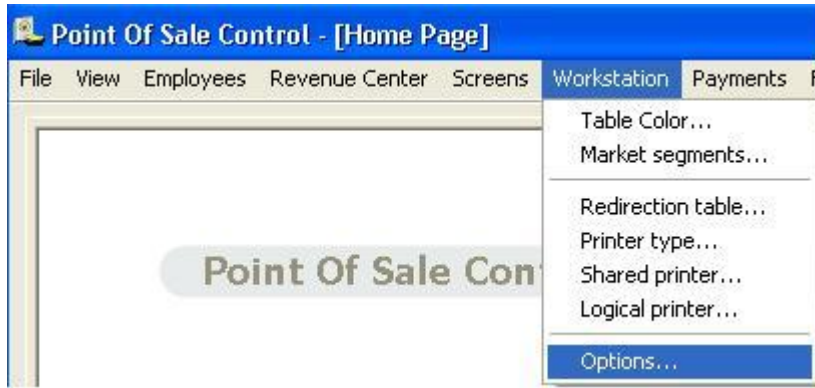 Point Of Sale Control - [Home Page]
File View Employees Revenue Center Screens Workstation Payments
Table Color...
Market segments...
Redirection table...
Printer type...
Point Of Sale Con
Shared printer...
Logical printer...
Options...